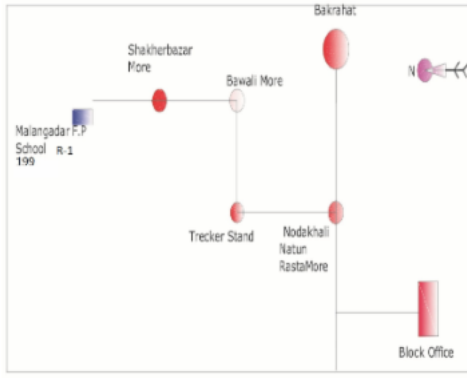 Bakrahat
Shakherbazar
More
Bawali More
N
Malangadar F.P
School R-1
199
Trecker Stand
Nodakhali
Natun
RastaMore
Block Office